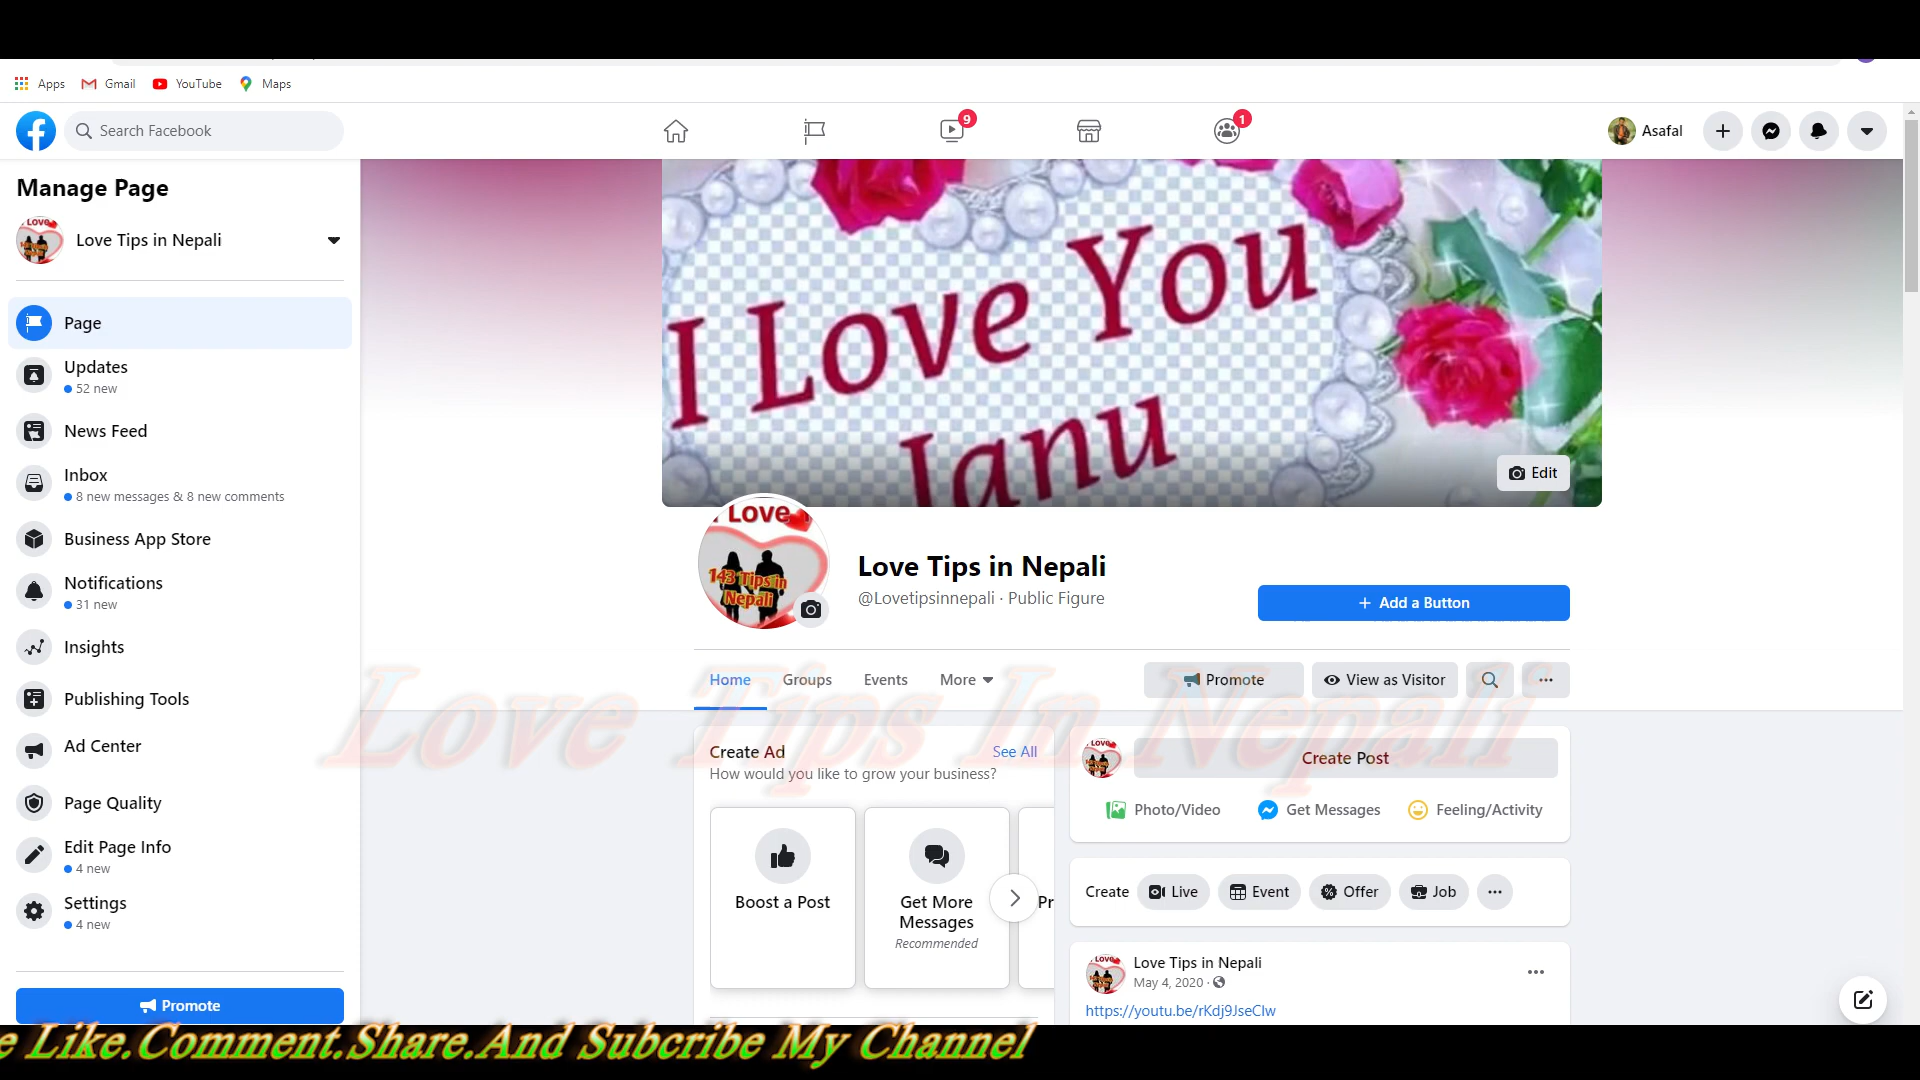 Apps Gmail YouTube Maps
Search Facebook
9
1
Asafal
Manage Page
Love Tips in Nepali
Page
Updates
52 new
News Feed
Inbox
8 new messages & 8 new comments
Business App Store
Notifications
31 new
Insights
Publishing Tools
Ad Center
Page Quality
Edit Page Info
4 new
Settings
4 new
Promote
I Love You
Janu
Edit
Love
143 Tips in
Nepali
Love Tips in Nepali
@Lovetipsinnepali · Public Figure
+ Add a Button
Home Groups Events More
Promote View as Visitor
Love Tips In Nepali
Create Ad See All
How would you like to grow your business?
Boost a Post
Get More
Messages
Recommended
Pr
Create Post
Photo/Video Get Messages Feeling/Activity
Create Live Event Offer Job
Love Tips in Nepali
May 4, 2020 ·
https://youtu.be/rKdj9JseClw
e Like.Comment.Share.And Subcribe My Channel